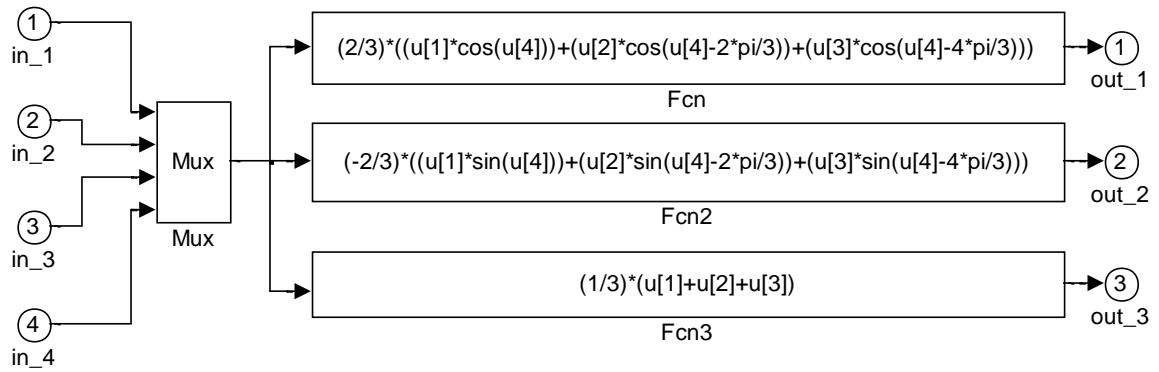 1
in_1
2
in_2
3
in_3
4
in_4
Mux
Mux
(2/3)*((u[1]*cos(u[4]))+(u[2]*cos(u[4]-2*pi/3))+(u[3]*cos(u[4]-4*pi/3)))
Fcn
(-2/3)*((u[1]*sin(u[4]))+(u[2]*sin(u[4]-2*pi/3))+(u[3]*sin(u[4]-4*pi/3)))
Fcn2
(1/3)*(u[1]+u[2]+u[3])
Fcn3
1
out_1
2
out_2
3
out_3